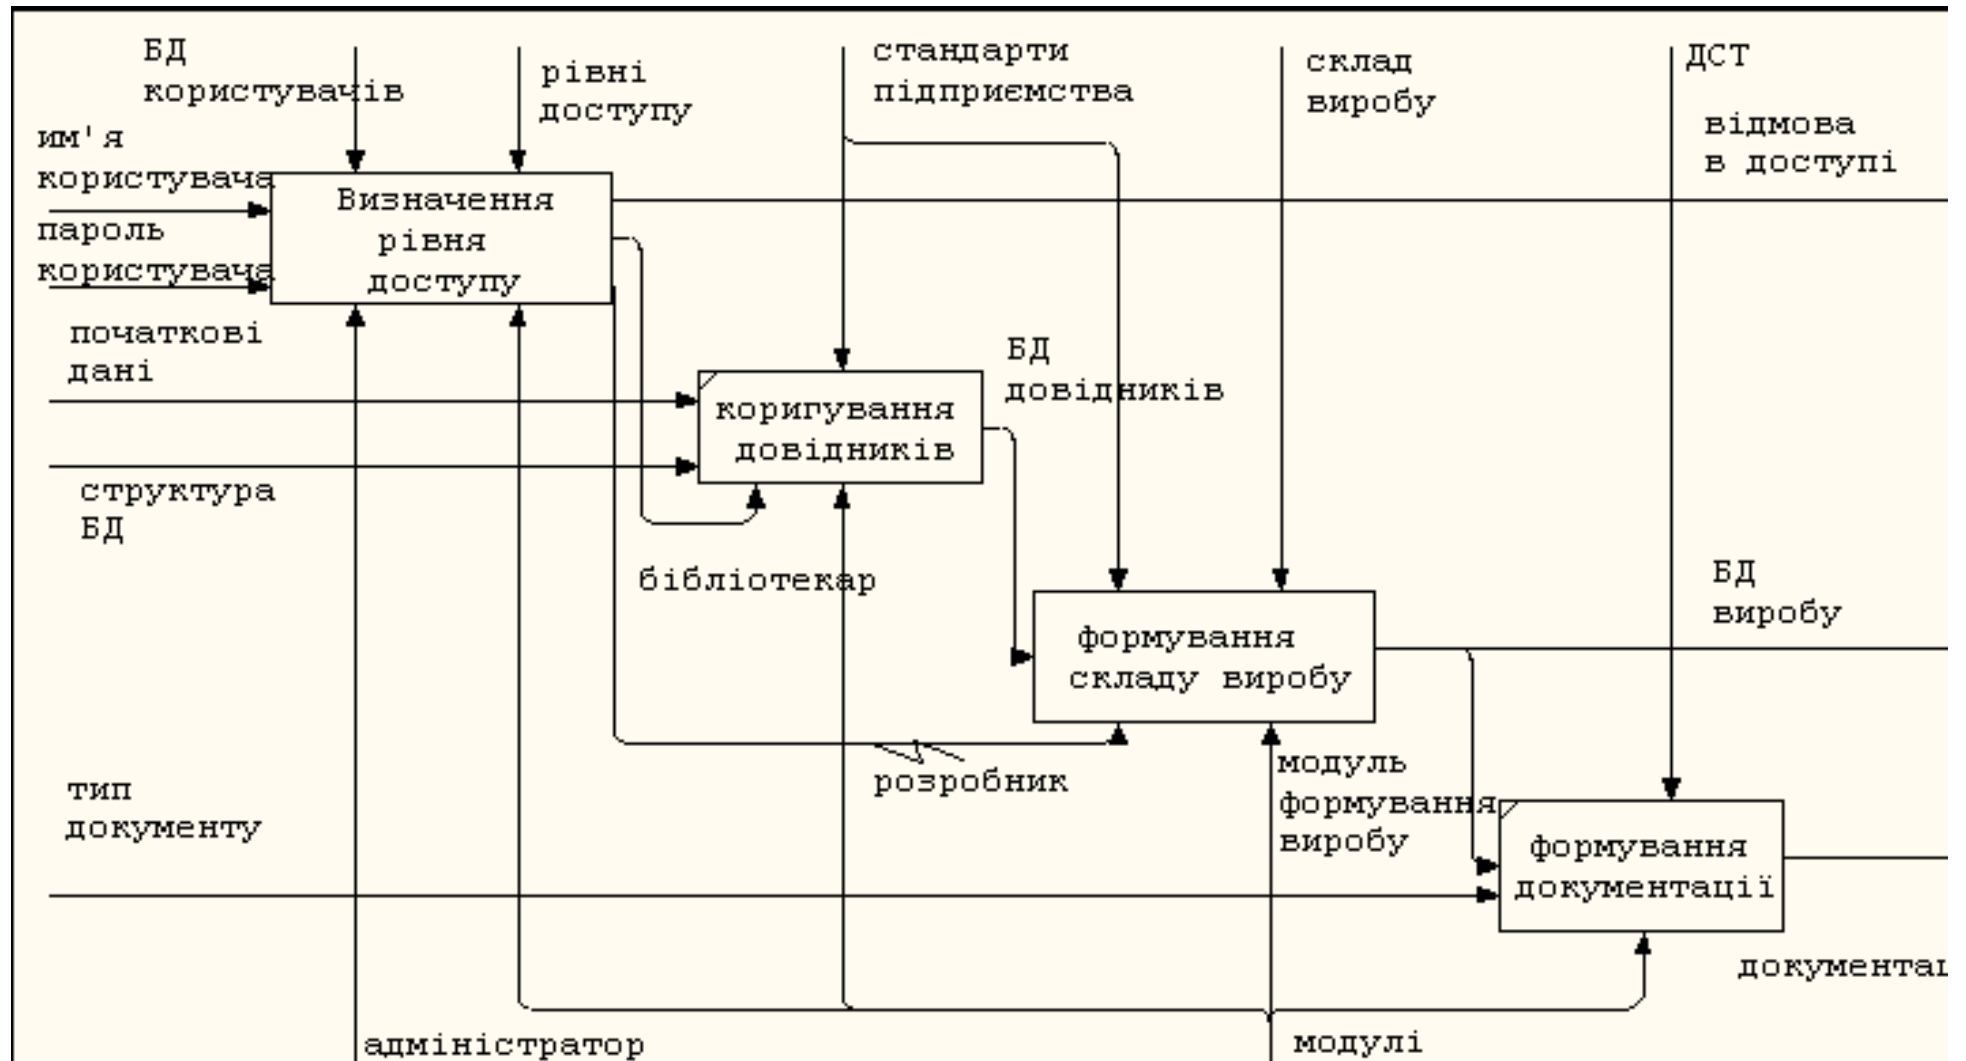 БД
користувачів
рівні
доступу
стандарти
підприємства
склад
виробу
ДСТ
відмова
в доступі
им'я
користувача
пароль
користувача
Визначення
рівня
доступу
початкові
дані
БД
довідників
коригування
довідників
структура
БД
бібліотекар
БД
виробу
формування
складу виробу
розробник
модуль
формування
виробу
тип
документу
формування
документації
документац
адміністратор
модулі